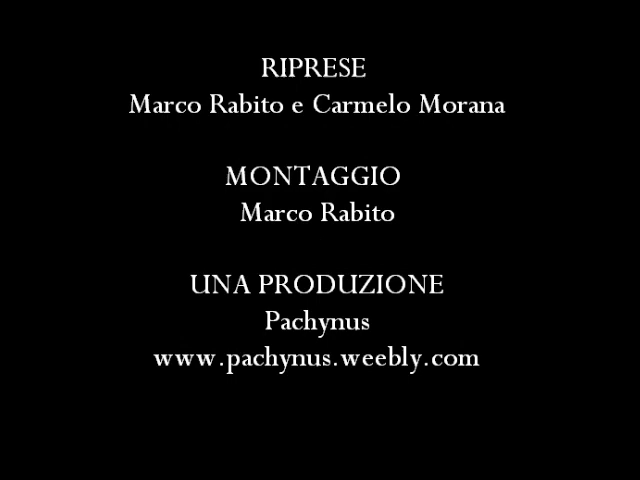 RIPRESE
Marco Rabito e Carmelo Morana
MONTAGGIO
Marco Rabito
UNA PRODUZIONE
Pachynus
www.pachynus.weebly.com